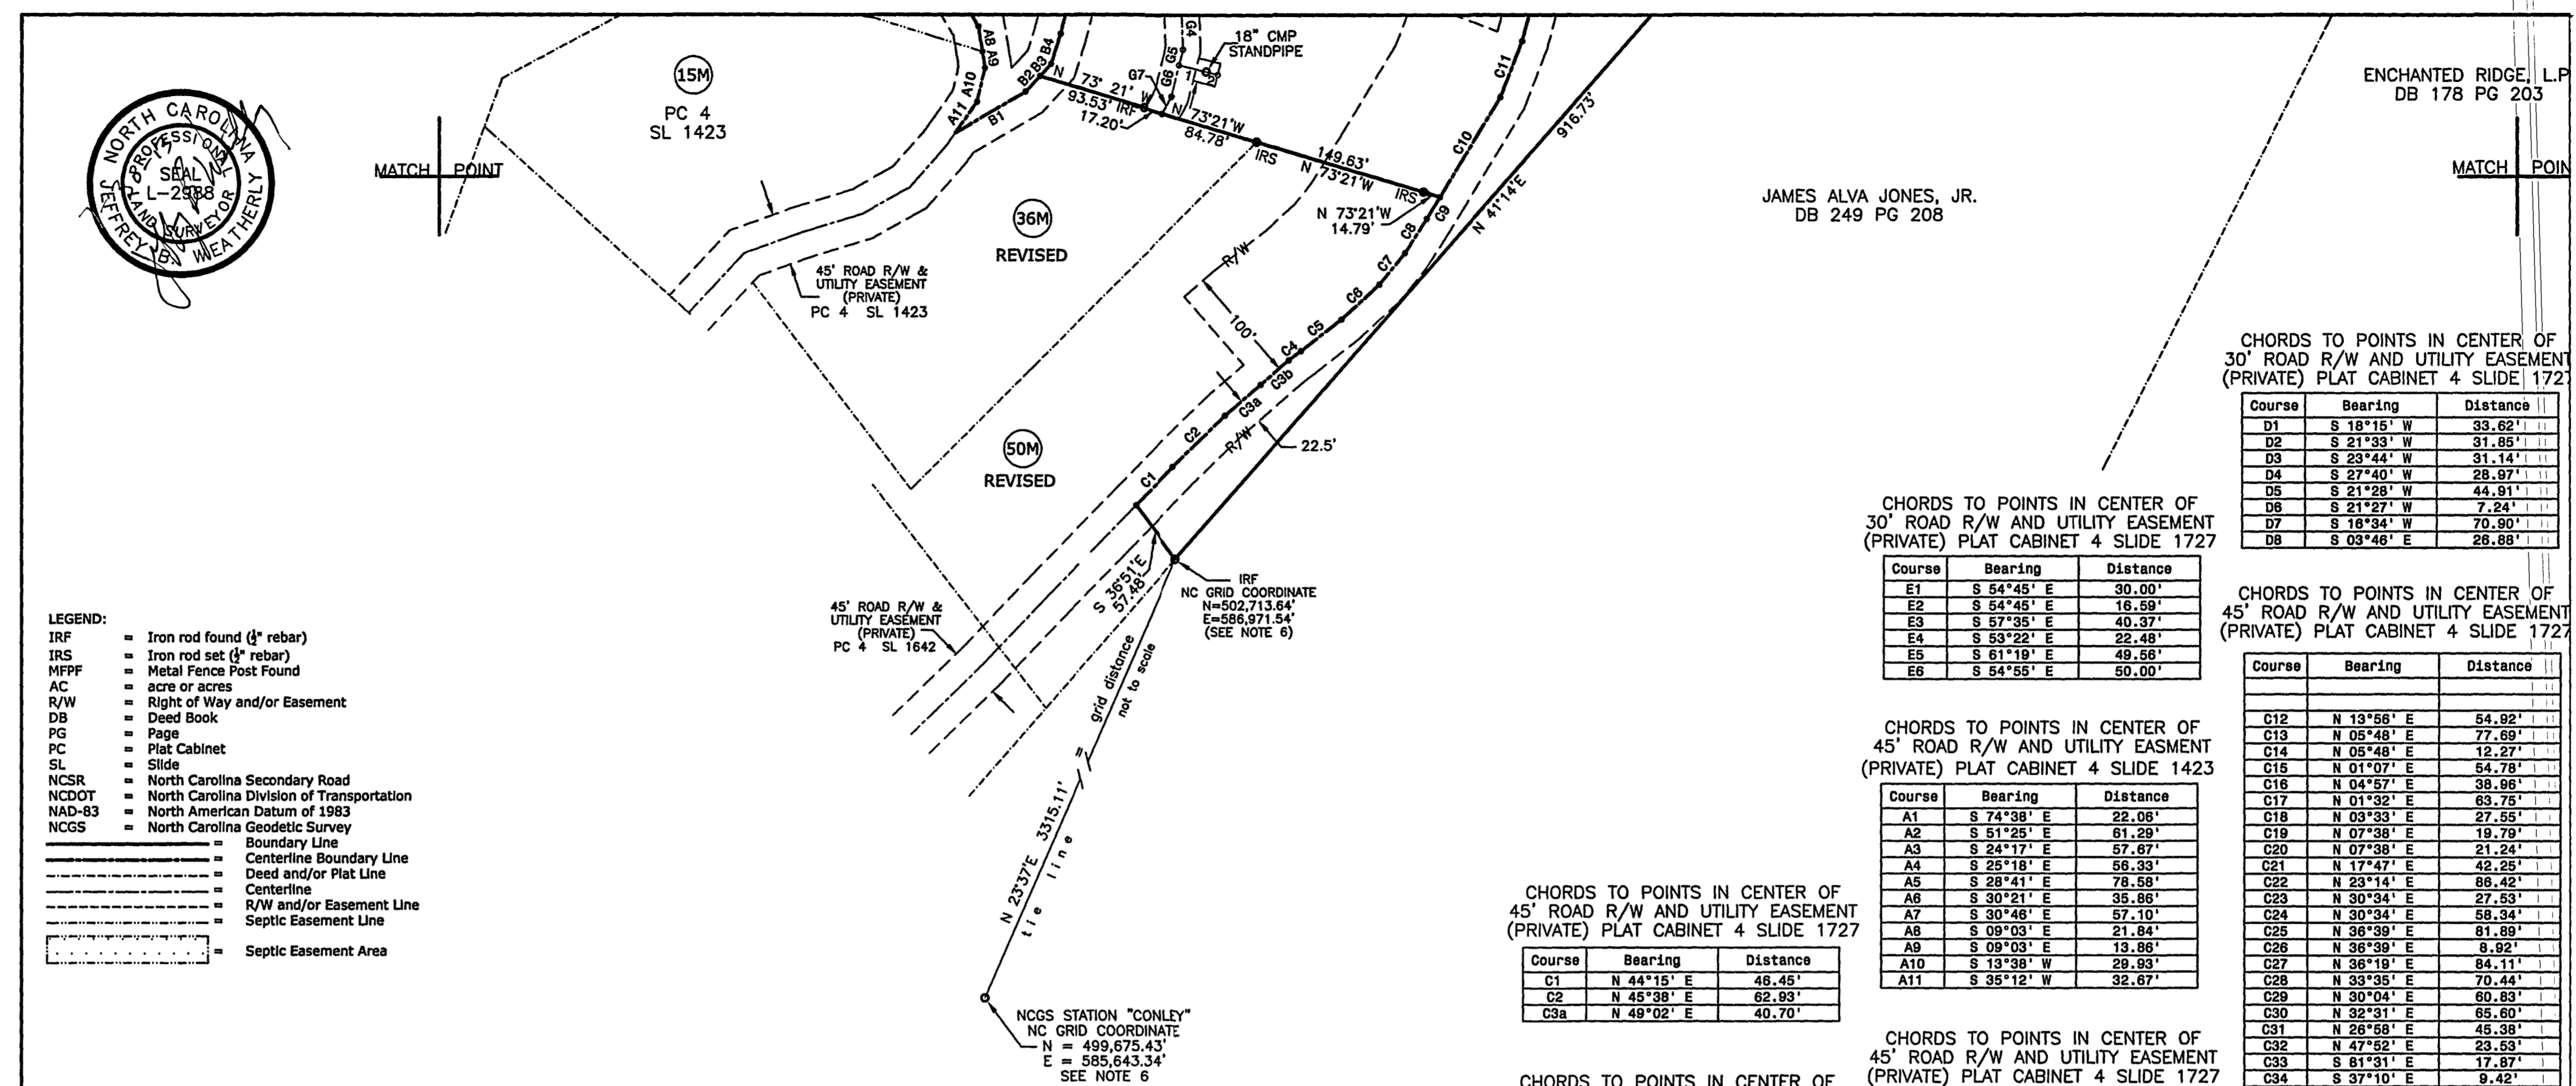 NORTH CAROLINA
PROFESSIONAL
SEAL
L-2988
LAND SURVEYOR
JEFFREY B. WEATHERLY
MATCH POINT
15M
PC 4
SL 1423
A8 A9
A10
A11
B1
B2 B3 B4
N 73° 21' W
93.53'
IRF
17.20'
G4
G5
G6
G7
1
2
18" CMP
STANDPIPE
N 73°21'W
84.78'
IRS
149.63'
N 73°21'W
IRS
N 73°21'W
14.79'
C11
C10
C9
C8
C7
C6
C5
C4
C3b
C3a
C2
C1
916.73'
N 41°14'E
36M
REVISED
45' ROAD R/W &
UTILITY EASEMENT
(PRIVATE)
PC 4 SL 1423
R/W
100'
R/W
22.5'
50M
REVISED
JAMES ALVA JONES, JR.
DB 249 PG 208
ENCHANTED RIDGE, L.P
DB 178 PG 203
MATCH POIN
S 36°51'E
57.48'
IRF
NC GRID COORDINATE
N=502,713.64'
E=586,971.54'
(SEE NOTE 6)
45' ROAD R/W &
UTILITY EASEMENT
(PRIVATE)
PC 4 SL 1642
grid distance
not to scale
N 23°37'E 3315.11'
tie line
NCGS STATION "CONLEY"
NC GRID COORDINATE
N = 499,675.43'
E = 585,643.34'
SEE NOTE 6
LEGEND:
IRF = Iron rod found (½" rebar)
IRS = Iron rod set (½" rebar)
MFPF = Metal Fence Post Found
AC = acre or acres
R/W = Right of Way and/or Easement
DB = Deed Book
PG = Page
PC = Plat Cabinet
SL = Slide
NCSR = North Carolina Secondary Road
NCDOT = North Carolina Division of Transportation
NAD-83 = North American Datum of 1983
NCGS = North Carolina Geodetic Survey
= Boundary Line
= Centerline Boundary Line
= Deed and/or Plat Line
= Centerline
= R/W and/or Easement Line
= Septic Easement Line
= Septic Easement Area
CHORDS TO POINTS IN CENTER OF
30' ROAD R/W AND UTILITY EASEMENT
(PRIVATE) PLAT CABINET 4 SLIDE 1727
Course Bearing Distance
D1 S 18°15' W 33.62'
D2 S 21°33' W 31.85'
D3 S 23°44' W 31.14'
D4 S 27°40' W 28.97'
D5 S 21°28' W 44.91'
D6 S 21°27' W 7.24'
D7 S 16°34' W 70.90'
D8 S 03°46' E 26.88'
CHORDS TO POINTS IN CENTER OF
30' ROAD R/W AND UTILITY EASEMENT
(PRIVATE) PLAT CABINET 4 SLIDE 1727
Course Bearing Distance
E1 S 54°45' E 30.00'
E2 S 54°45' E 16.59'
E3 S 57°35' E 40.37'
E4 S 53°22' E 22.48'
E5 S 61°19' E 49.56'
E6 S 54°55' E 50.00'
CHORDS TO POINTS IN CENTER OF
45' ROAD R/W AND UTILITY EASEMENT
(PRIVATE) PLAT CABINET 4 SLIDE 1727
Course Bearing Distance
C12 N 13°56' E 54.92'
C13 N 05°48' E 77.69'
C14 N 05°48' E 12.27'
C15 N 01°07' E 54.78'
C16 N 04°57' E 38.96'
C17 N 01°32' E 63.75'
C18 N 03°33' E 27.55'
C19 N 07°38' E 19.79'
C20 N 07°38' E 21.24'
C21 N 17°47' E 42.25'
C22 N 23°14' E 86.42'
C23 N 30°34' E 27.53'
C24 N 30°34' E 58.34'
C25 N 36°39' E 81.89'
C26 N 36°39' E 8.92'
C27 N 36°19' E 84.11'
C28 N 33°35' E 70.44'
C29 N 30°04' E 60.83'
C30 N 32°31' E 65.60'
C31 N 26°58' E 45.38'
C32 N 47°52' E 23.53'
C33 S 81°31' E 17.87'
C34 S 37°10' E 9.42'
CHORDS TO POINTS IN CENTER OF
45' ROAD R/W AND UTILITY EASMENT
(PRIVATE) PLAT CABINET 4 SLIDE 1423
Course Bearing Distance
A1 S 74°38' E 22.06'
A2 S 51°25' E 61.29'
A3 S 24°17' E 57.67'
A4 S 25°18' E 56.33'
A5 S 28°41' E 78.58'
A6 S 30°21' E 35.86'
A7 S 30°46' E 57.10'
A8 S 09°03' E 21.84'
A9 S 09°03' E 13.86'
A10 S 13°38' W 29.93'
A11 S 35°12' W 32.67'
CHORDS TO POINTS IN CENTER OF
45' ROAD R/W AND UTILITY EASEMENT
(PRIVATE) PLAT CABINET 4 SLIDE 1727
Course Bearing Distance
C1 N 44°15' E 46.45'
C2 N 45°38' E 62.93'
C3a N 49°02' E 40.70'
CHORDS TO POINTS IN CENTER OF
45' ROAD R/W AND UTILITY EASEMENT
(PRIVATE) PLAT CABINET 4 SLIDE 1727
CHORDS TO POINTS IN CENTER OF